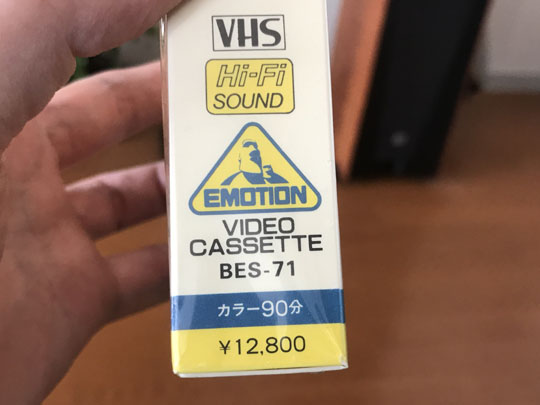 VHS
Hi-Fi
SOUND
EMOTION
VIDEO
CASSETTE
BES-71
カラー90分
¥12,800